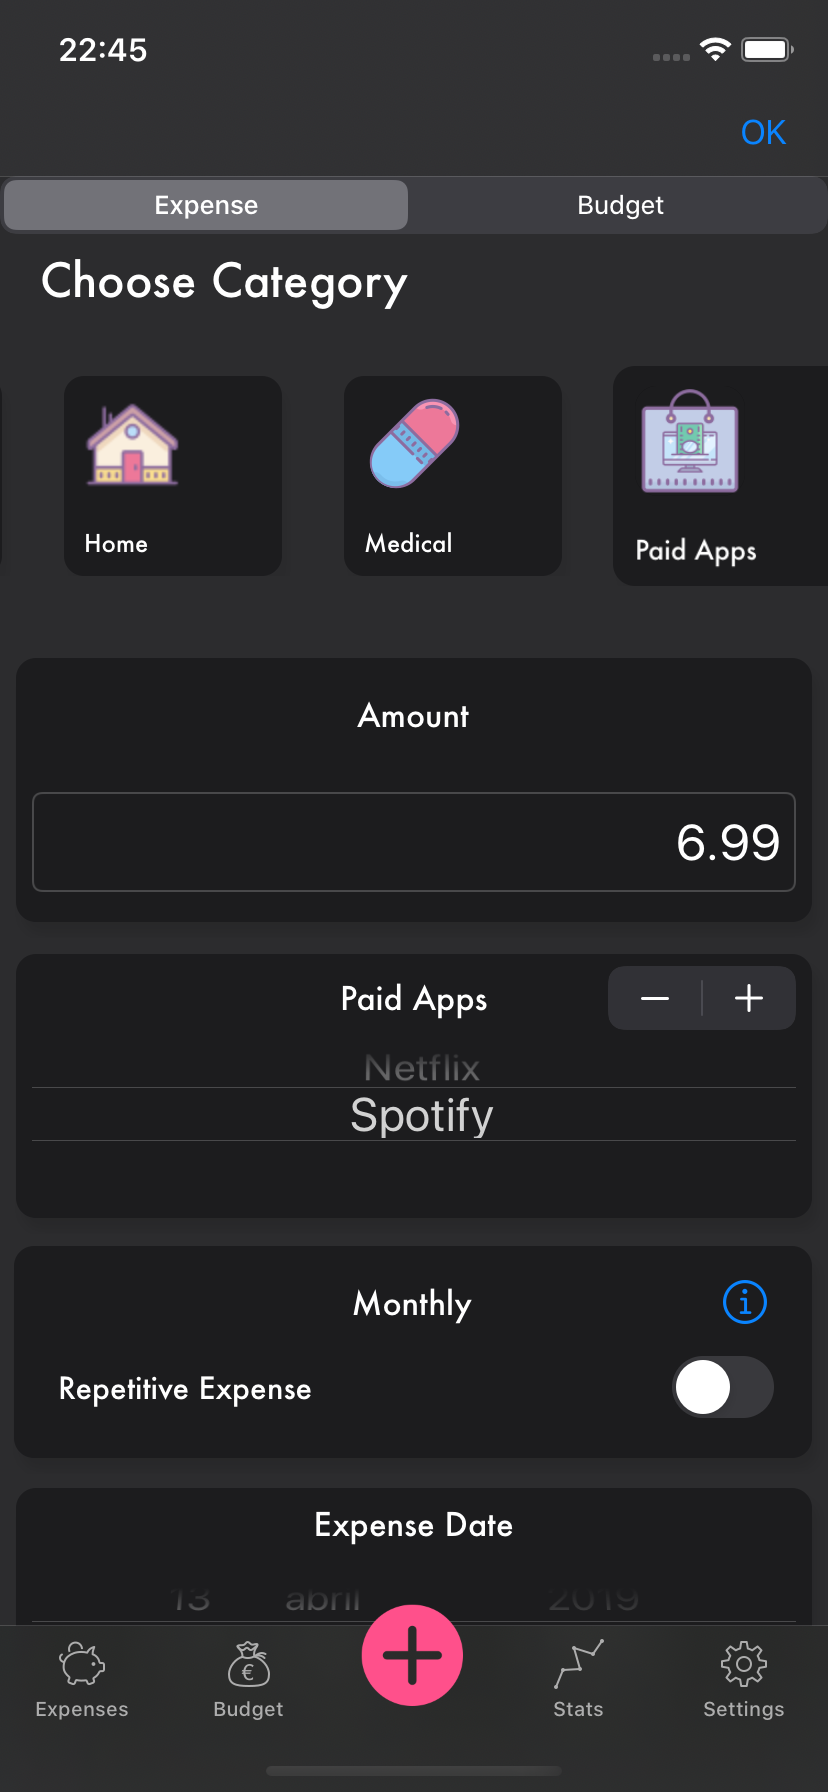 22:45
OK
Expense Budget
Choose Category
Home Medical Paid Apps
Amount
6.99
Paid Apps
Netflix
Spotify
Monthly
Repetitive Expense
Expense Date
13 abril 2019
Expenses Budget Stats Settings